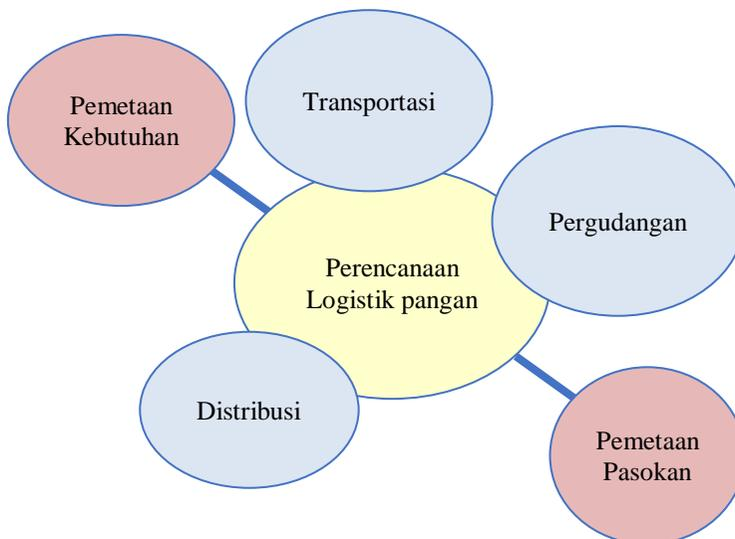 Transportasi
Pemetaan
Kebutuhan
Pergudangan
Perencanaan
Logistik pangan
Distribusi
Pemetaan
Pasokan